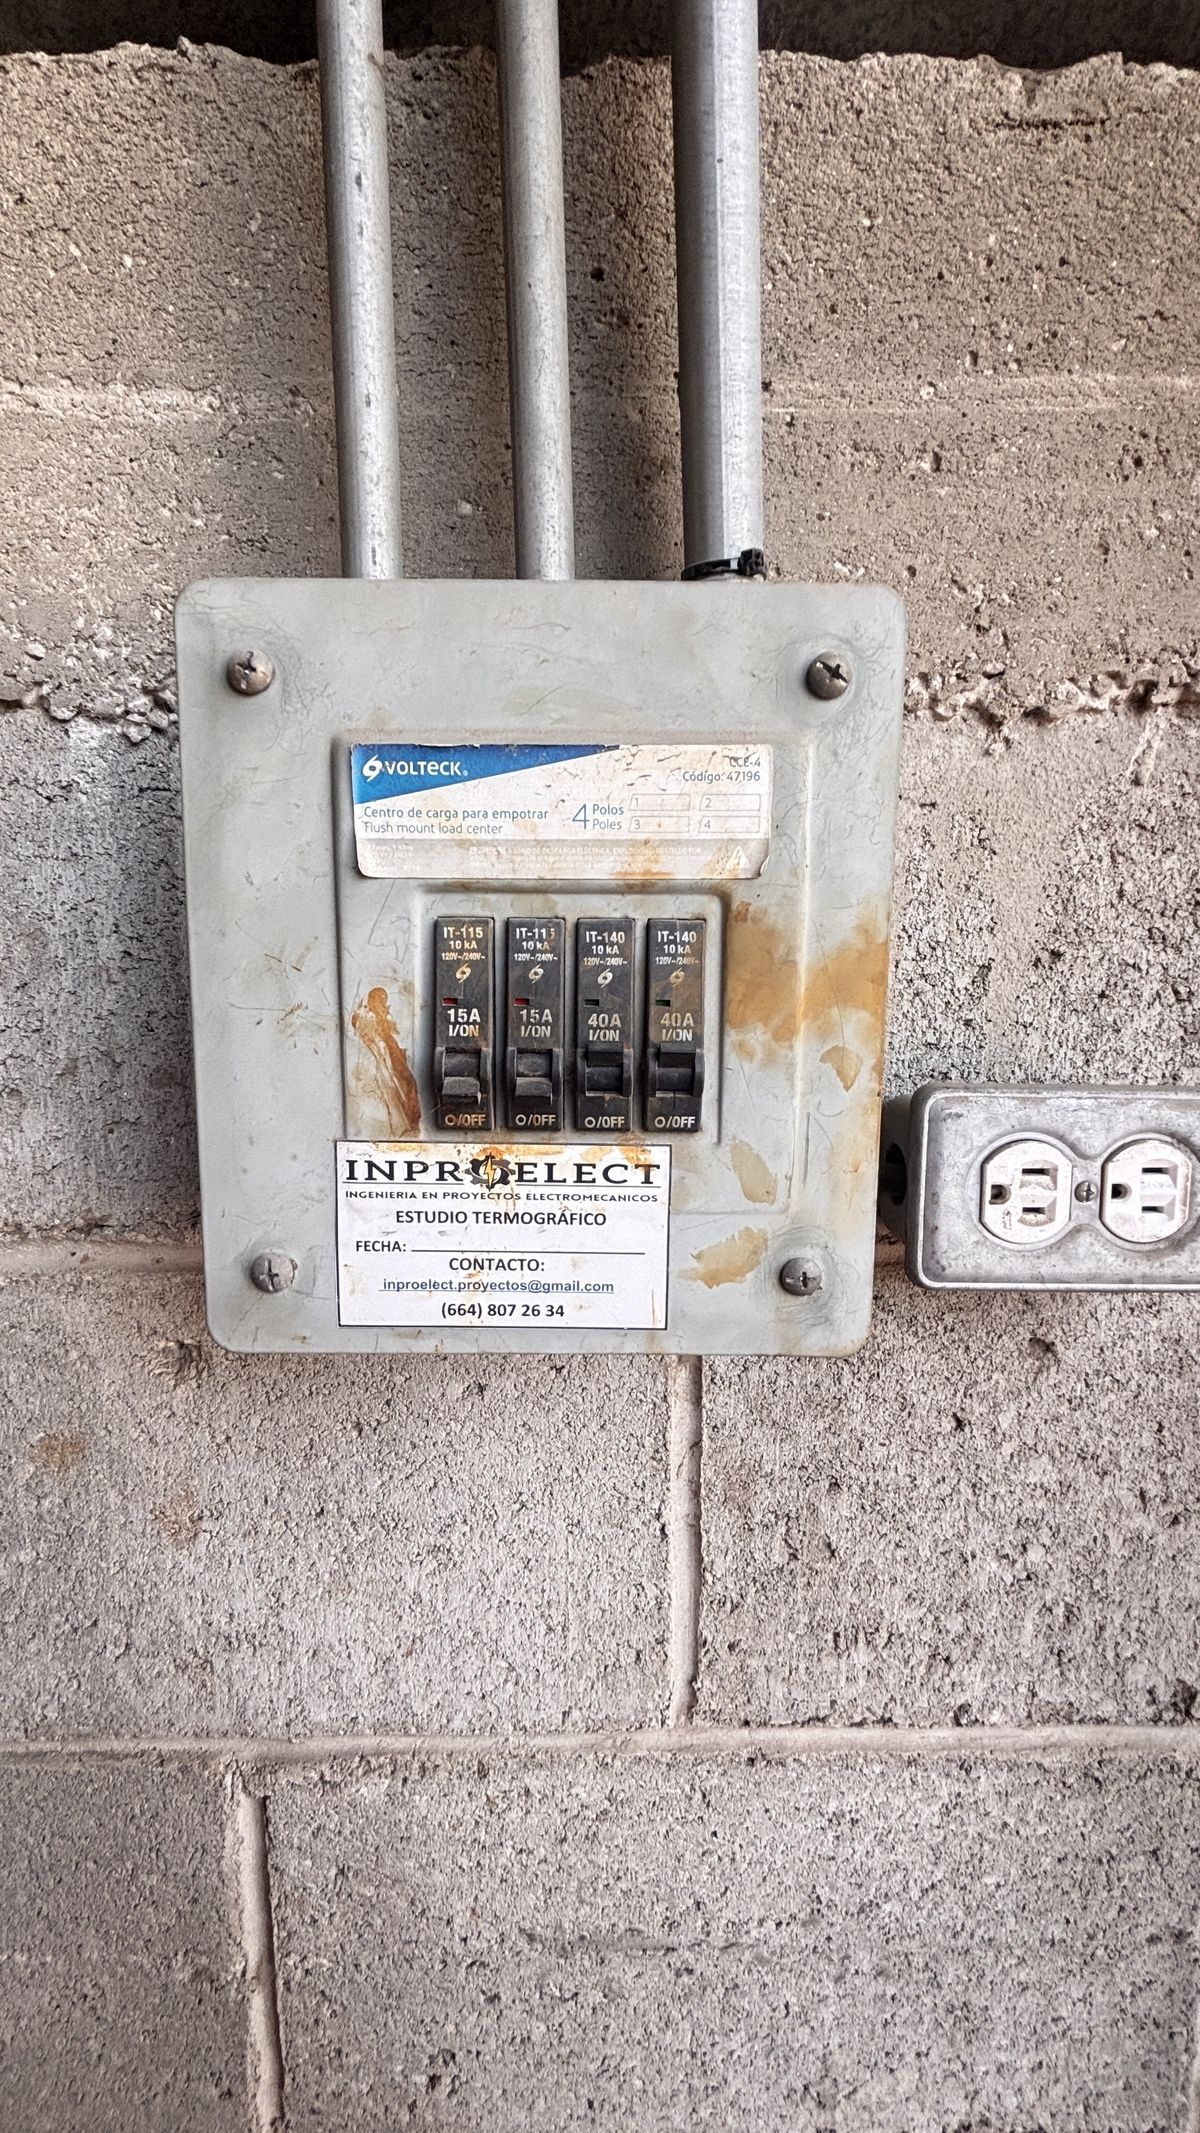 VOLTECK®
CCE-4
Código: 47196
Centro de carga para empotrar
Flush mount load center
4 Polos
Poles
1 2
3 4
IT-115
10 kA
120V~/240V~
15A
I/ON
O/OFF
IT-115
10 kA
120V~/240V~
15A
I/ON
O/OFF
IT-140
10 kA
120V~/240V~
40A
I/ON
O/OFF
IT-140
10 kA
120V~/240V~
40A
I/ON
O/OFF
INPROELECT
INGENIERIA EN PROYECTOS ELECTROMECANICOS
ESTUDIO TERMOGRÁFICO
FECHA:
CONTACTO:
inproelect.proyectos@gmail.com
(664) 807 26 34